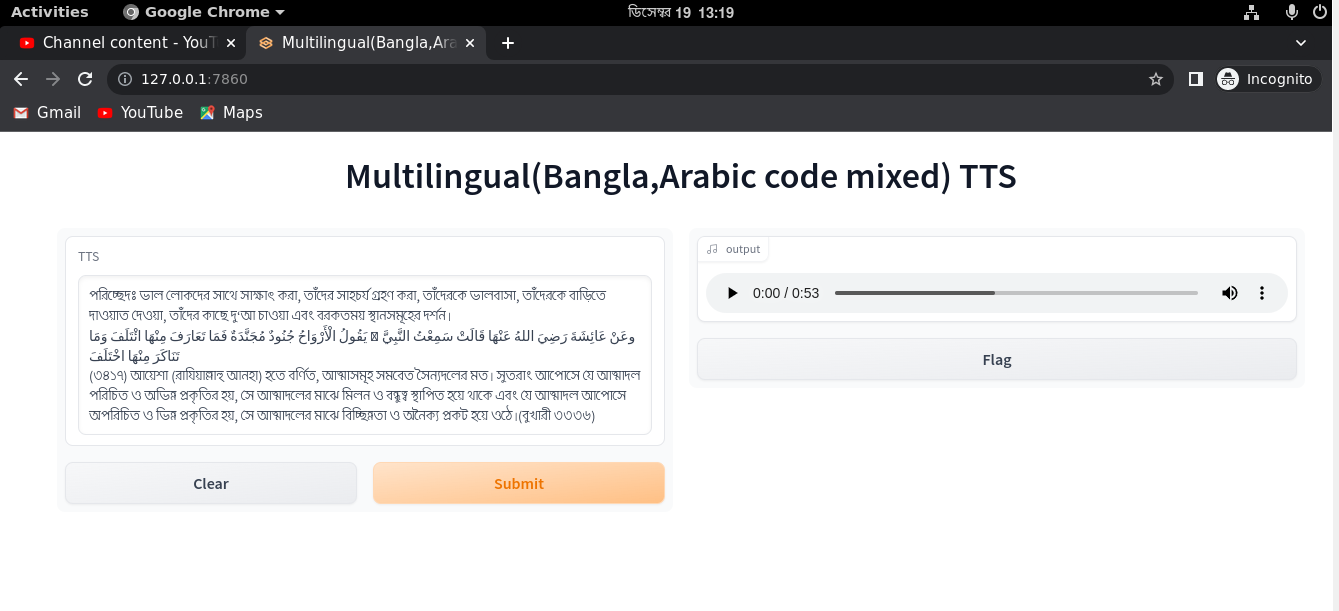 Activities Google Chrome ডিসেম্বর 19 13:19
Channel content - YouT Multilingual(Bangla,Ara
127.0.0.1:7860 Incognito
Gmail YouTube Maps
Multilingual(Bangla,Arabic code mixed) TTS
TTS
পরিচ্ছেদঃ ভাল লোকদের সাথে সাক্ষাৎ করা, তাঁদের সাহচর্য গ্রহণ করা, তাঁদেরকে ভালবাসা, তাঁদেরকে বাড়িতে
দাওয়াত দেওয়া, তাঁদের কাছে দু‘আ চাওয়া এবং বরকতময় স্থানসমূহের দর্শন।
وعَنْ عَائِشَةَ رَضِيَ اللهُ عَنْهَا قَالَتْ سَمِعْتُ النَّبِيَّ يَقُولُ الْأَرْوَاحُ جُنُودٌ مُجَنَّدَةٌ فَمَا تَعَارَفَ مِنْهَا ائْتَلَفَ وَمَا
تَنَاكَرَ مِنْهَا اخْتَلَفَ
(৩৪১৭) আয়েশা (রাযিয়াল্লাহু আনহা) হতে বর্ণিত, আত্মাসমূহ সমবেত সৈন্যদলের মত। সুতরাং আপোসে যে আত্মাদল
পরিচিত ও অভিন্ন প্রকৃতির হয়, সে আত্মাদলের মাঝে মিলন ও বন্ধুত্ব স্থাপিত হয়ে থাকে এবং যে আত্মাদল আপোসে
অপরিচিত ও ভিন্ন প্রকৃতির হয়, সে আত্মাদলের মাঝে বিচ্ছিন্নতা ও অনৈক্য প্রকট হয়ে ওঠে।(বুখারী ৩৩৩৬)
Clear Submit
output
0:00 / 0:53
Flag